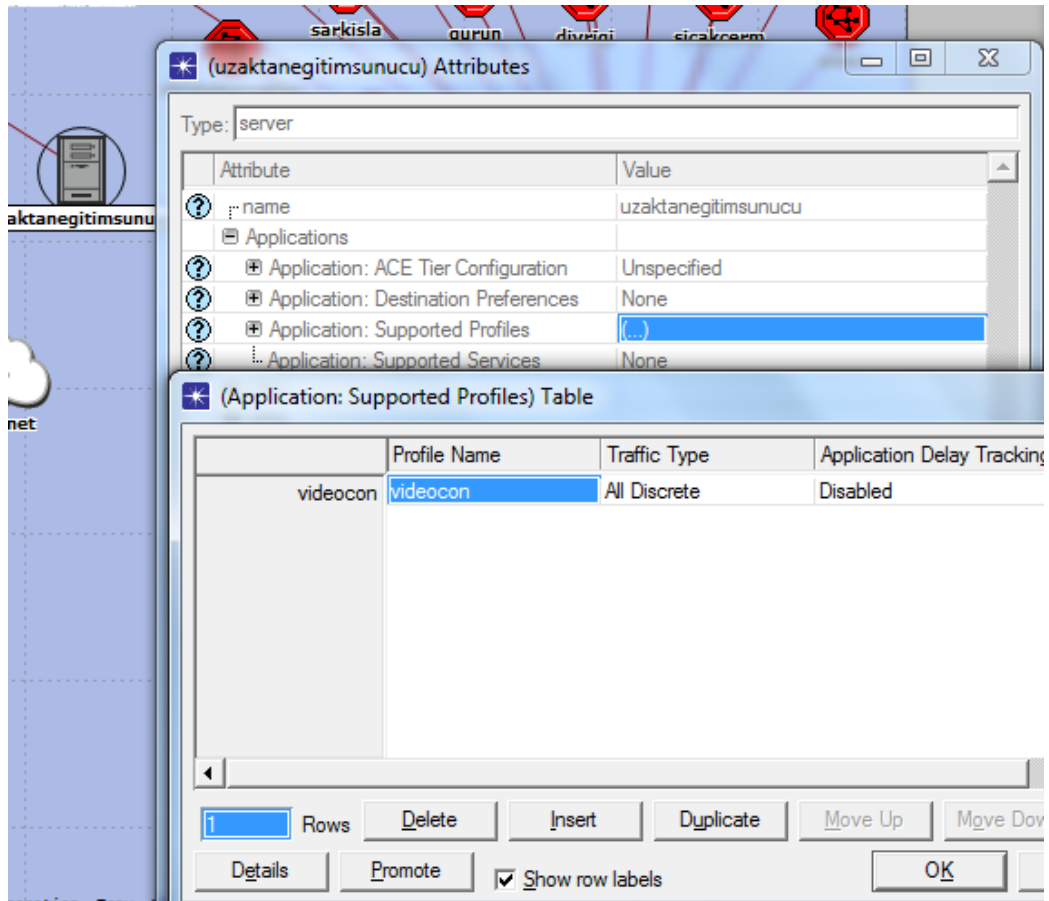 sarkisla
gurun
divrigi
sicakcerm
(uzaktanegitimsunucu) Attributes
Type: server
Attribute Value
name uzaktanegitimsunucu
Applications
Application: ACE Tier Configuration Unspecified
Application: Destination Preferences None
Application: Supported Profiles (...)
Application: Supported Services None
aktanegitimsunu
net
(Application: Supported Profiles) Table
Profile Name Traffic Type Application Delay Tracking
videocon videocon All Discrete Disabled
1 Rows Delete Insert Duplicate Move Up Move Dow
Details Promote Show row labels OK